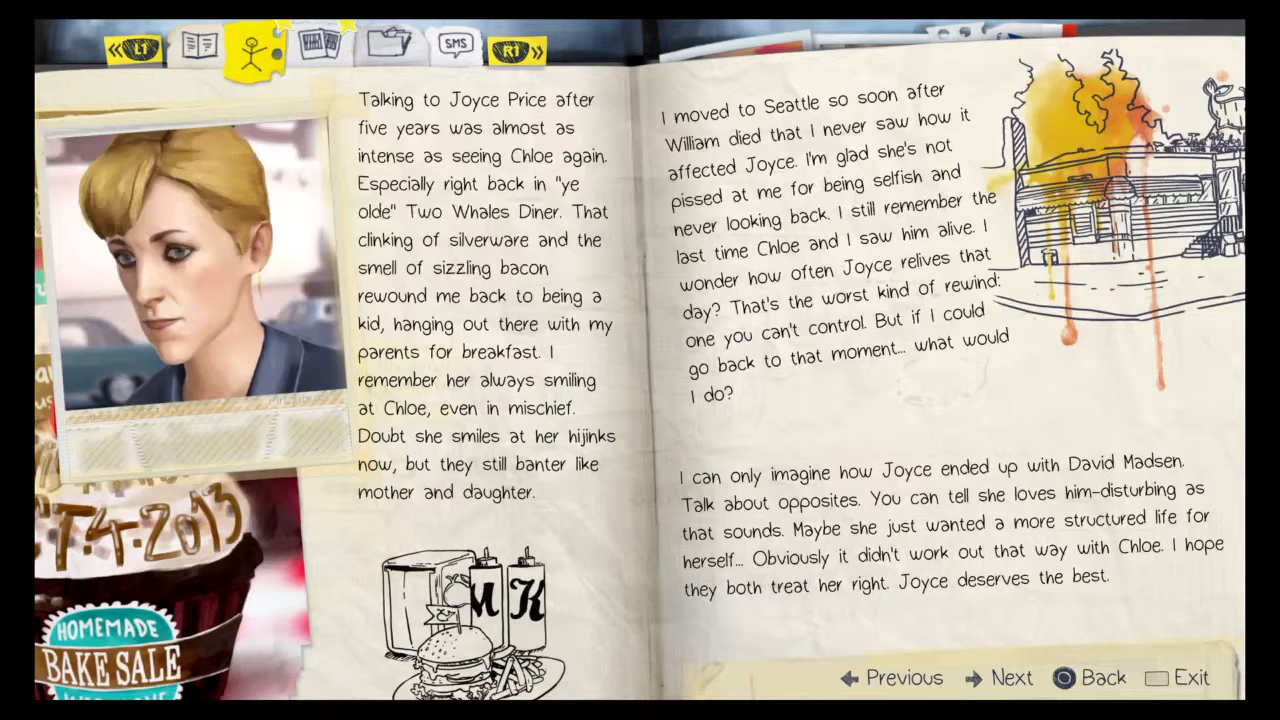 L1
SMS
R1
Talking to Joyce Price after
five years was almost as
intense as seeing Chloe again.
Especially right back in "ye
olde" Two Whales Diner. That
clinking of silverware and the
smell of sizzling bacon
rewound me back to being a
kid, hanging out there with my
parents for breakfast. I
remember her always smiling
at Chloe, even in mischief.
Doubt she smiles at her hijinks
now, but they still banter like
mother and daughter.
T.4.2013
HOMEMADE
BAKE SALE
M K
I moved to Seattle so soon after
William died that I never saw how it
affected Joyce. I'm glad she's not
pissed at me for being selfish and
never looking back. I still remember the
last time Chloe and I saw him alive. I
wonder how often Joyce relives that
day? That's the worst kind of rewind:
one you can't control. But if I could
go back to that moment... what would
I do?
I can only imagine how Joyce ended up with David Madsen.
Talk about opposites. You can tell she loves him-disturbing as
that sounds. Maybe she just wanted a more structured life for
herself... Obviously it didn't work out that way with Chloe. I hope
they both treat her right. Joyce deserves the best.
Previous Next Back Exit